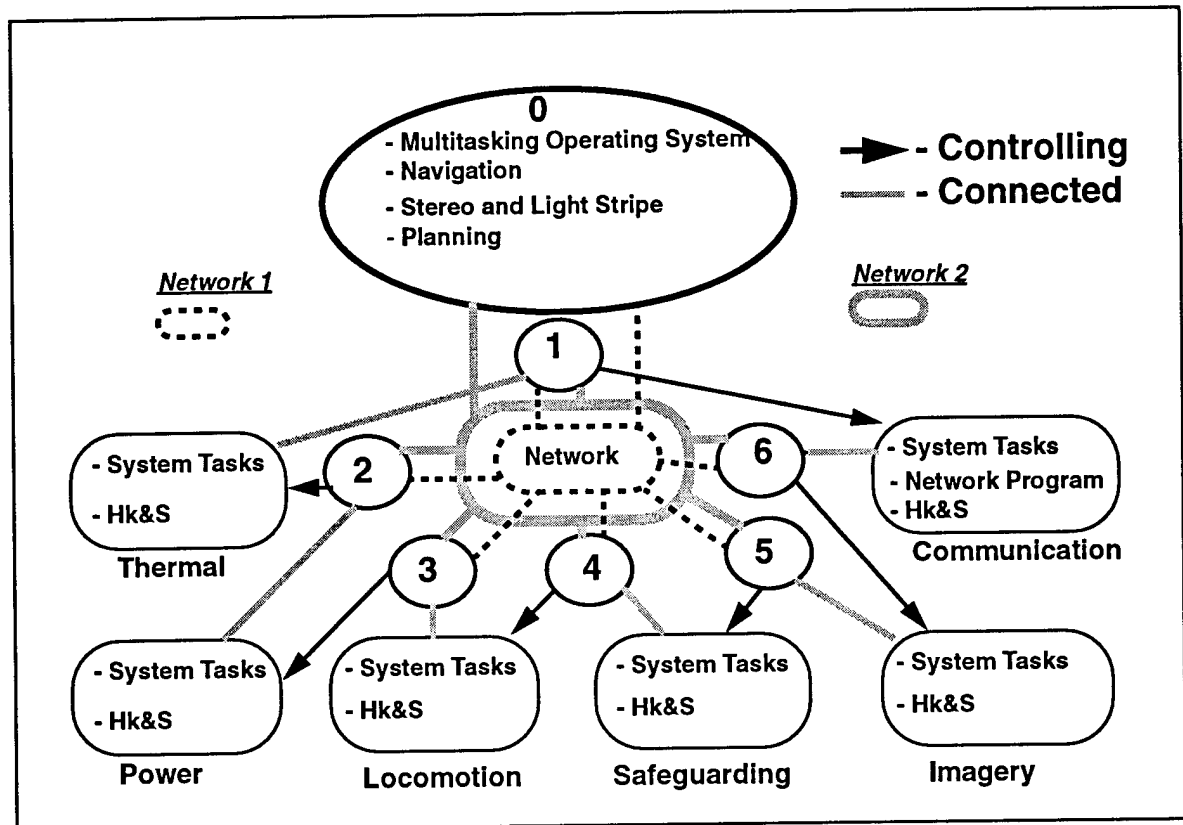 0
- Multitasking Operating System
- Navigation
- Stereo and Light Stripe
- Planning
- Controlling
- Connected
Network 1
Network 2
1
- System Tasks
- Hk&S
Thermal
2
Network
6
- System Tasks
- Network Program
- Hk&S
Communication
3
4
5
- System Tasks
- Hk&S
Power
- System Tasks
- Hk&S
Locomotion
- System Tasks
- Hk&S
Safeguarding
- System Tasks
- Hk&S
Imagery